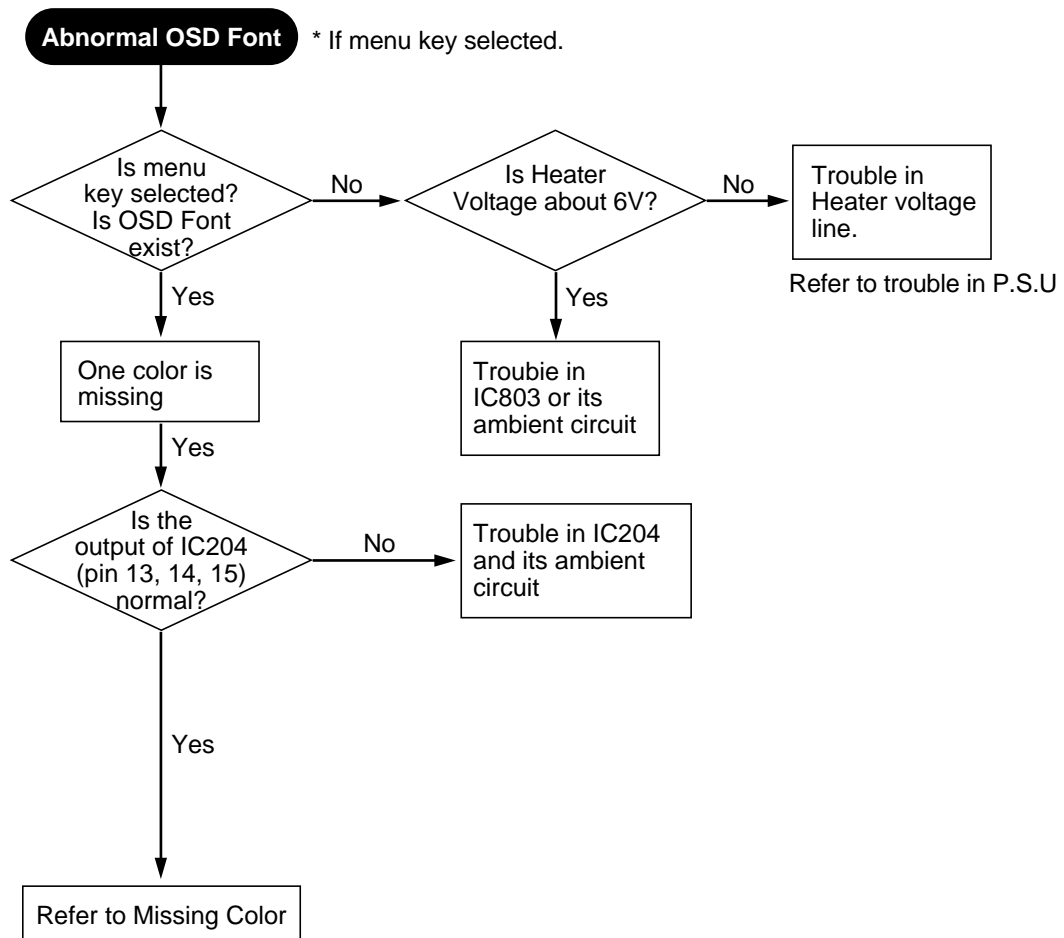 Abnormal OSD Font
* If menu key selected.
Is menu
key selected?
Is OSD Font
exist?
No
Is Heater
Voltage about 6V?
No
Trouble in
Heater voltage
line.
Refer to trouble in P.S.U
Yes
Yes
One color is
missing
Troubie in
IC803 or its
ambient circuit
Yes
Is the
output of IC204
(pin 13, 14, 15)
normal?
No
Trouble in IC204
and its ambient
circuit
Yes
Refer to Missing Color